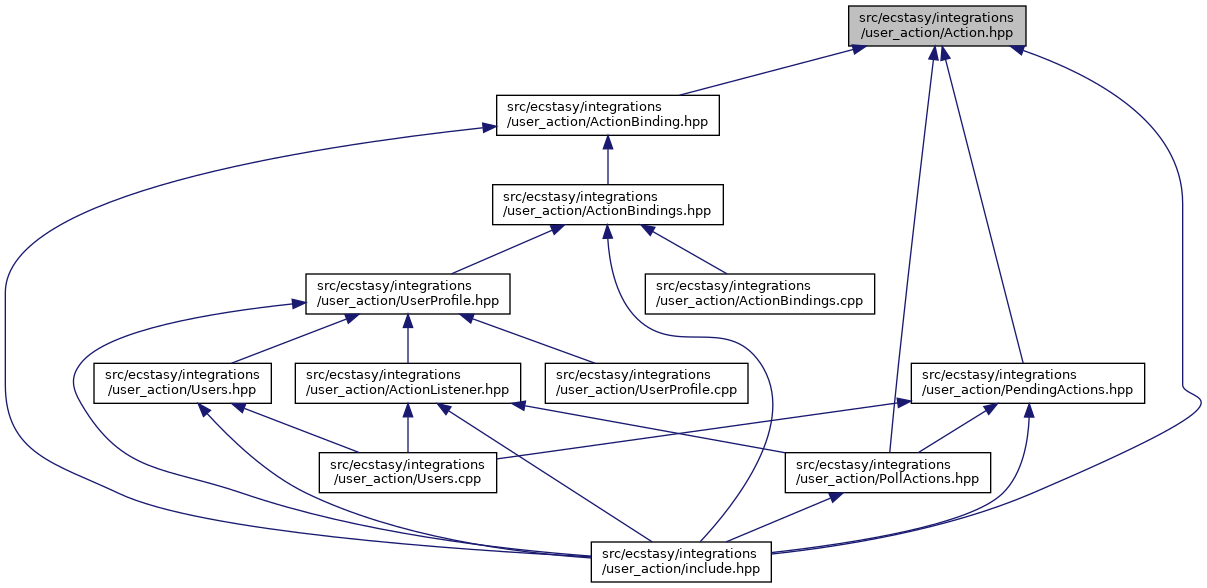 src/ecstasy/integrations
/user_action/Action.hpp
src/ecstasy/integrations
/user_action/ActionBinding.hpp
src/ecstasy/integrations
/user_action/ActionBindings.hpp
src/ecstasy/integrations
/user_action/UserProfile.hpp
src/ecstasy/integrations
/user_action/ActionBindings.cpp
src/ecstasy/integrations
/user_action/Users.hpp
src/ecstasy/integrations
/user_action/ActionListener.hpp
src/ecstasy/integrations
/user_action/UserProfile.cpp
src/ecstasy/integrations
/user_action/PendingActions.hpp
src/ecstasy/integrations
/user_action/Users.cpp
src/ecstasy/integrations
/user_action/PollActions.hpp
src/ecstasy/integrations
/user_action/include.hpp